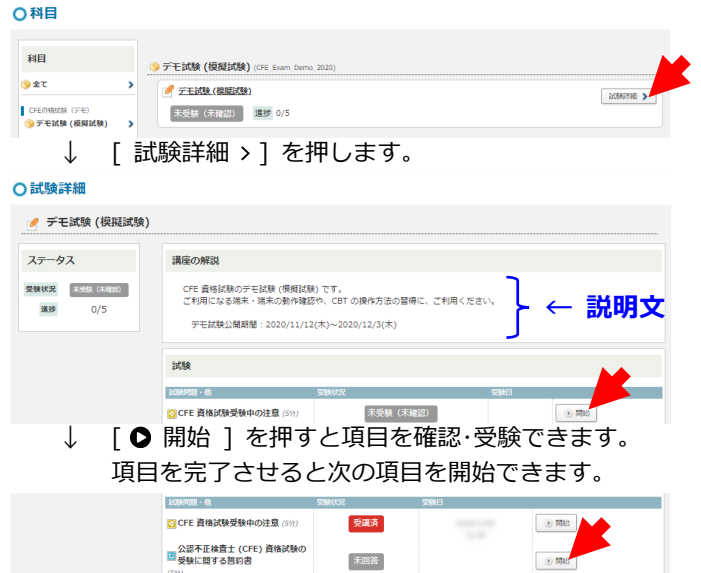 科目
科目
全て
CFE資格試験 (デモ)
デモ試験 (模擬試験)
デモ試験 (模擬試験) (CFE_Exam_Demo_2020)
デモ試験 (模擬試験)
未受験（未確認） 進捗 0/5
試験詳細
↓ [ 試験詳細 > ] を押します。
試験詳細
デモ試験 (模擬試験)
ステータス
受験状況 未受験（未確認）
進捗 0/5
講座の解説
CFE 資格試験のデモ試験 (模擬試験) です。
ご利用になる端末・端末の動作確認や、CBT の操作方法の習得に、ご利用ください。
デモ試験公開期間：2020/11/12(木)～2020/12/3(木)
← 説明文
試験
試験問題・他 受験状況 受験日
CFE 資格試験受験中の注意 (5分) 未受験（未確認） 開始
↓ [ 開始 ] を押すと項目を確認･受験できます。
項目を完了させると次の項目を開始できます。
試験問題・他 受験状況 受験日
CFE 資格試験受験中の注意 (5分) 受講済 開始
公認不正検査士 (CFE) 資格試験の
受験に関する誓約書 未回答 開始
(5分)